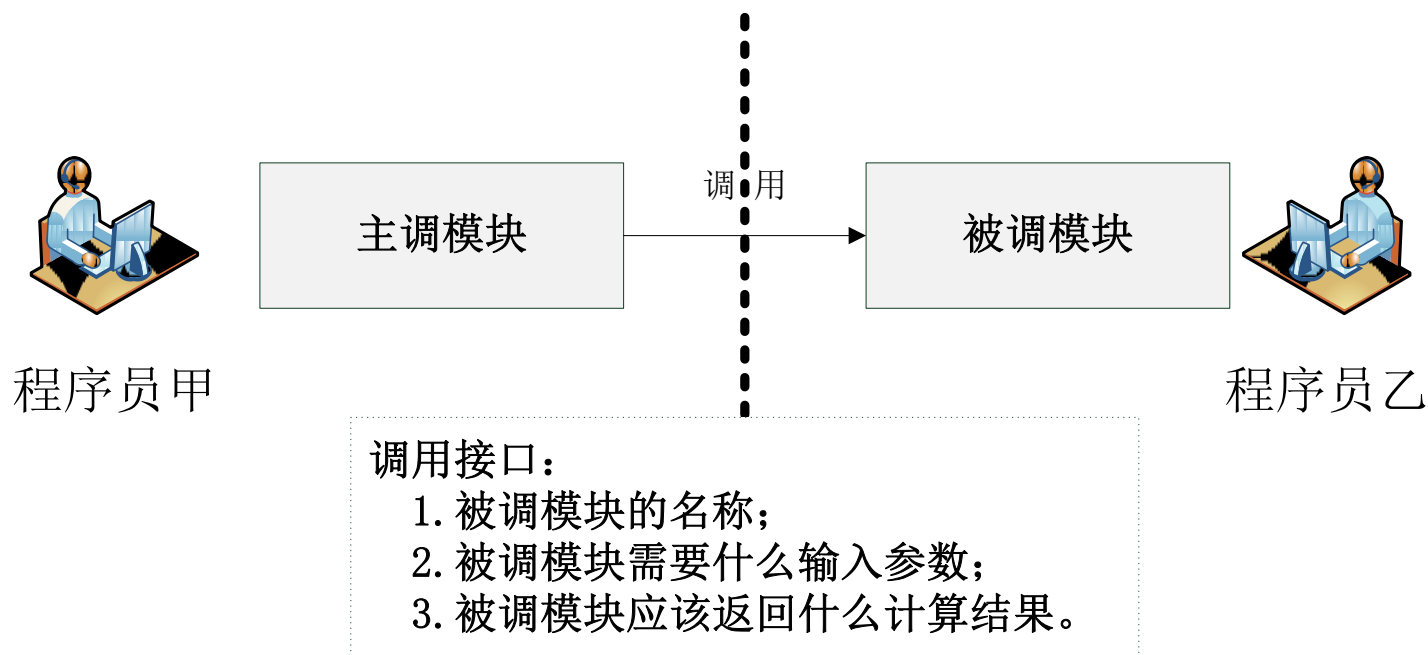 调用
主调模块
被调模块
程序员甲
程序员乙
调用接口：
1.被调模块的名称；
2.被调模块需要什么输入参数；
3.被调模块应该返回什么计算结果。